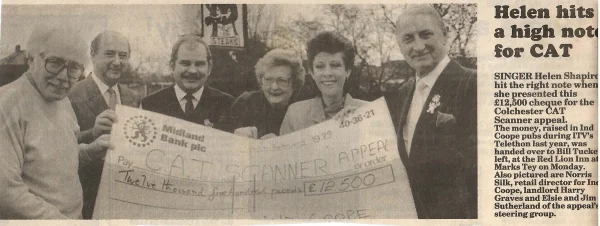 Helen hits
a high note
for CAT
SINGER Helen Shapiro
hit the right note when
she presented this
£12,500 cheque for the
Colchester CAT
Scanner appeal.
The money, raised in Ind
Coope pubs during ITV's
Telethon last year, was
handed over to Bill Tucker
left, at the Red Lion Inn at
Marks Tey on Monday.
Also pictured are Norris
Silk, retail director for Ind
Coope, landlord Harry
Graves and Elsie and Jim
Sutherland of the appeal's
steering group.
STEAKS
Midland
Bank plc
1989
40-36-21
Pay
APPEAL
or order
Twelve thousand five hundred pounds
£12,500
COOPE